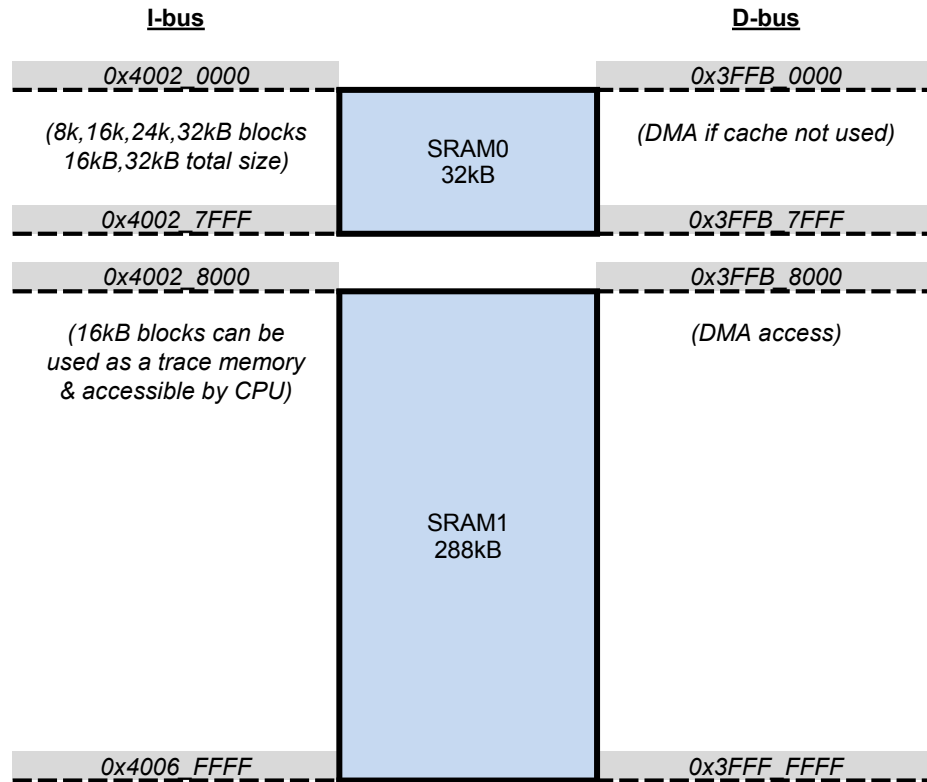 I-bus
D-bus
0x4002_0000
0x3FFB_0000
(8k,16k,24k,32kB blocks
16kB,32kB total size)
SRAM0
32kB
(DMA if cache not used)
0x4002_7FFF
0x3FFB_7FFF
0x4002_8000
0x3FFB_8000
(16kB blocks can be
used as a trace memory
& accessible by CPU)
(DMA access)
SRAM1
288kB
0x4006_FFFF
0x3FFF_FFFF